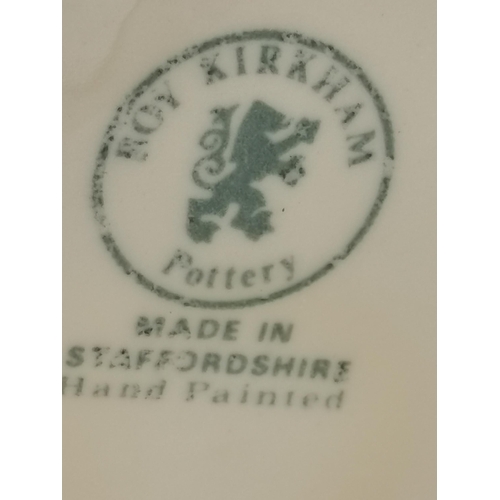 ROY KIRKHAM
Pottery
MADE IN
STAFFORDSHIRE
Hand Painted